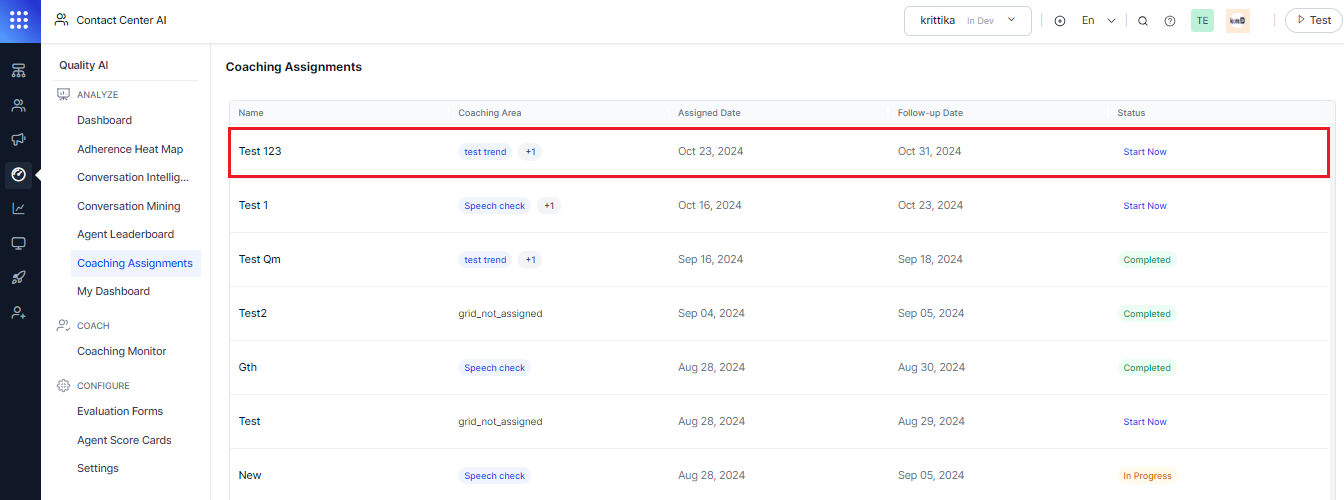 Contact Center AI
krittika In Dev
En
TE
Test
Quality AI
ANALYZE
Dashboard
Adherence Heat Map
Conversation Intellig...
Conversation Mining
Agent Leaderboard
Coaching Assignments
My Dashboard
COACH
Coaching Monitor
CONFIGURE
Evaluation Forms
Agent Score Cards
Settings
Coaching Assignments
Name Coaching Area Assigned Date Follow-up Date Status
Test 123 test trend +1 Oct 23, 2024 Oct 31, 2024 Start Now
Test 1 Speech check +1 Oct 16, 2024 Oct 23, 2024 Start Now
Test Qm test trend +1 Sep 16, 2024 Sep 18, 2024 Completed
Test2 grid_not_assigned Sep 04, 2024 Sep 05, 2024 Completed
Gth Speech check Aug 28, 2024 Aug 30, 2024 Completed
Test grid_not_assigned Aug 28, 2024 Aug 29, 2024 Start Now
New Speech check Aug 28, 2024 Sep 05, 2024 In Progress